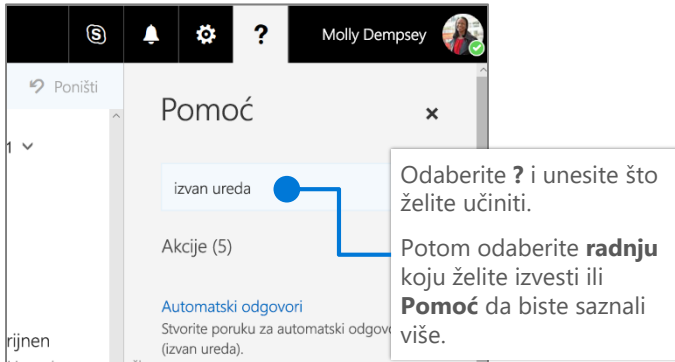 ? Molly Dempsey
Poništi
Pomoć
1
izvan ureda
Akcije (5)
Automatski odgovori
Stvorite poruku za automatski
(izvan ureda).
rijnen
Odaberite ? i unesite što
želite učiniti.
Potom odaberite radnju
koju želite izvesti ili
Pomoć da biste saznali
više.